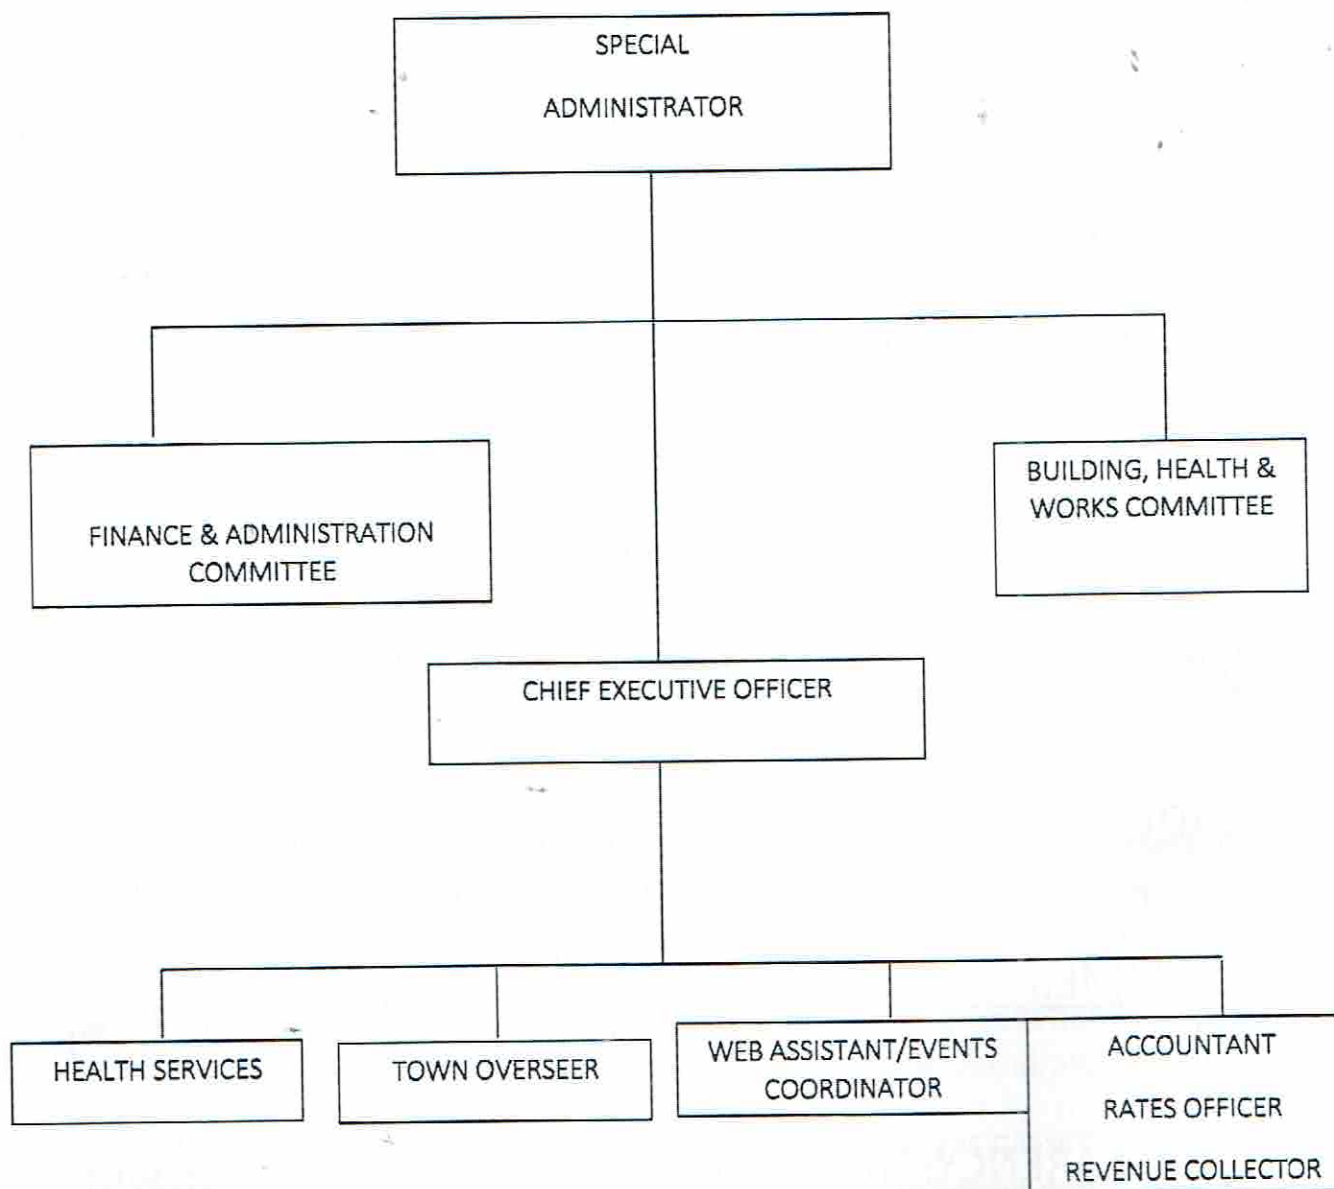 SPECIAL
ADMINISTRATOR
FINANCE & ADMINISTRATION
COMMITTEE
BUILDING, HEALTH &
WORKS COMMITTEE
CHIEF EXECUTIVE OFFICER
HEALTH SERVICES
TOWN OVERSEER
WEB ASSISTANT/EVENTS
COORDINATOR
ACCOUNTANT
RATES OFFICER
REVENUE COLLECTOR